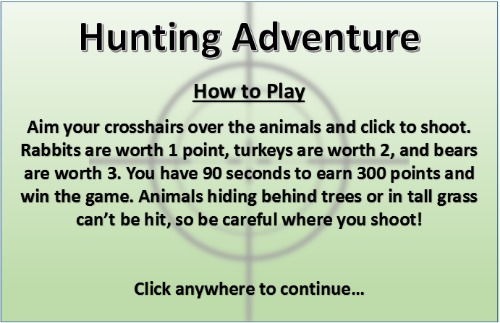 Hunting Adventure
How to Play
Aim your crosshairs over the animals and click to shoot.
Rabbits are worth 1 point, turkeys are worth 2, and bears
are worth 3. You have 90 seconds to earn 300 points and
win the game. Animals hiding behind trees or in tall grass
can't be hit, so be careful where you shoot!
Click anywhere to continue…